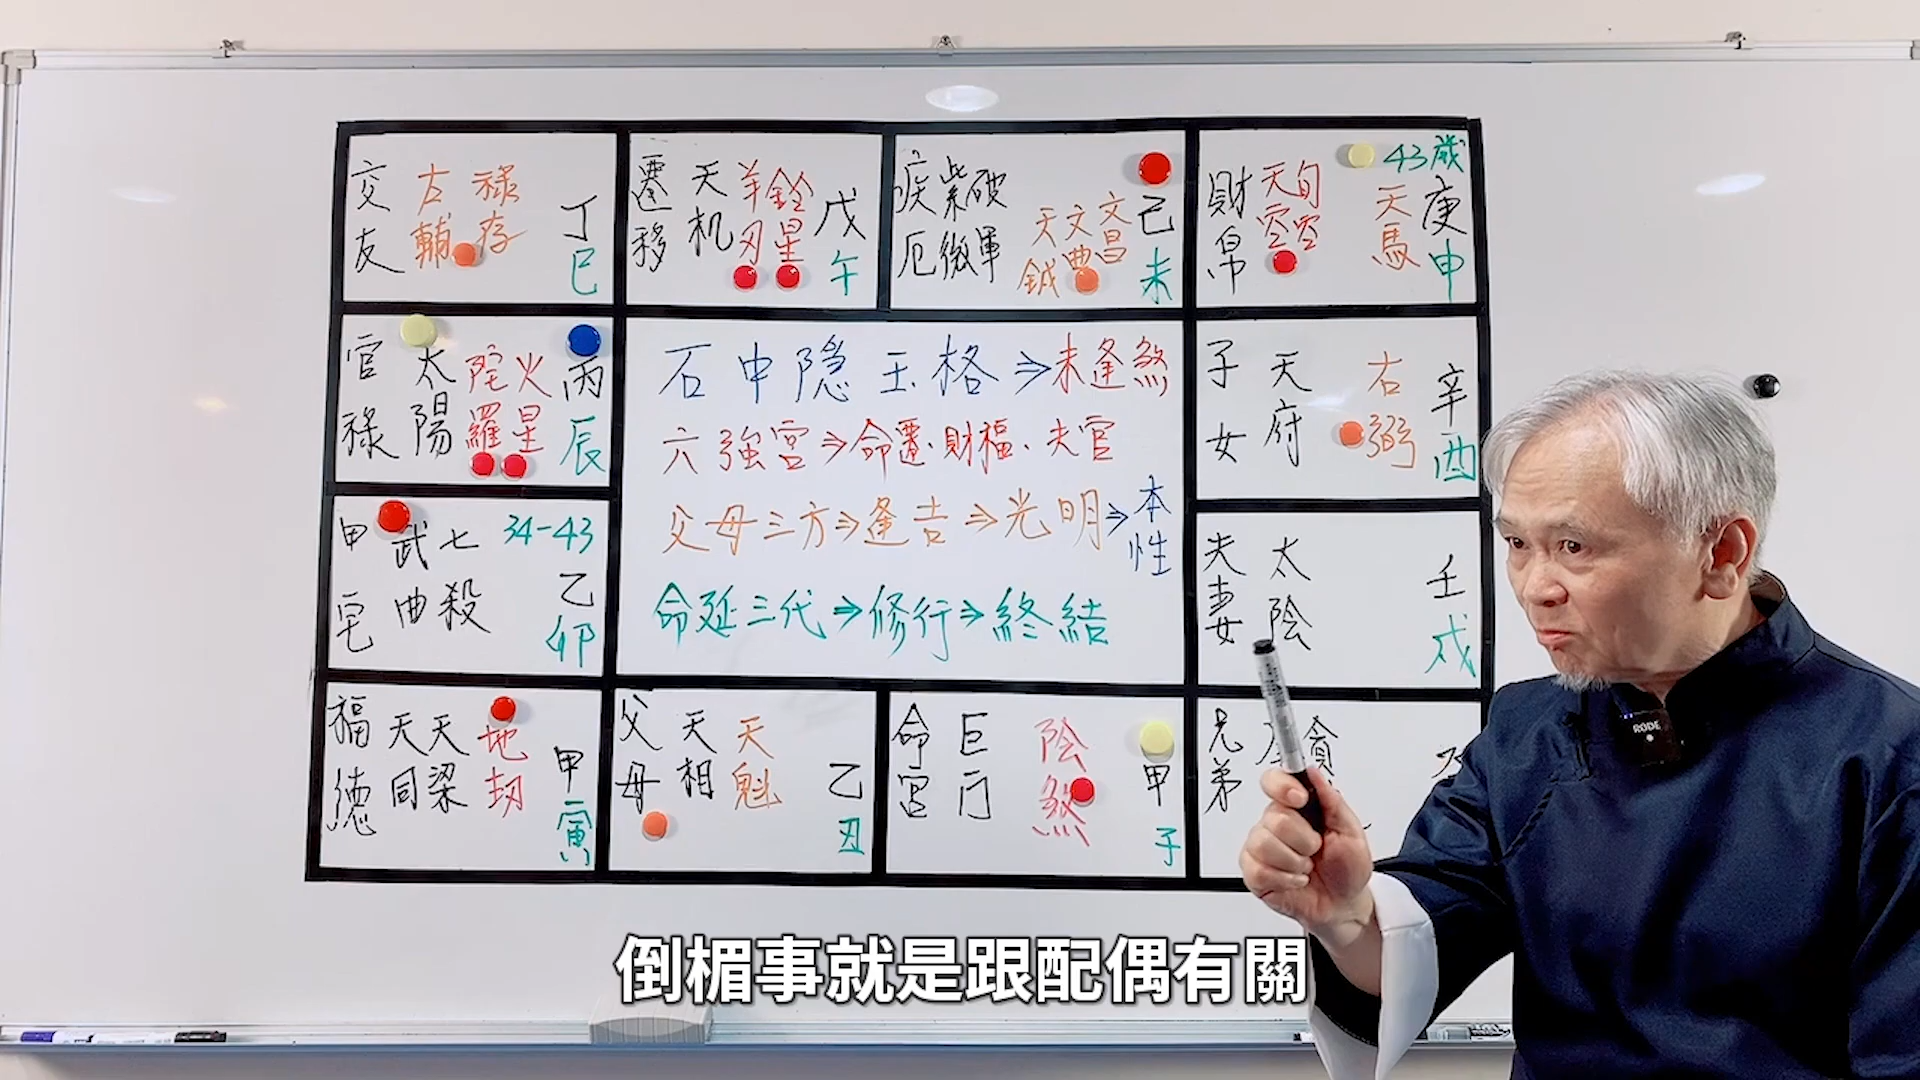 交友
左輔
禄存
丁巳
遷移
天机
羊刃
鈴星
戊午
疾厄
紫微
破軍
天鉞
文曲
文昌
己未
財帛
天空
旬空
天馬
43歲
庚申
官禄
太陽
陀羅
火星
丙辰
石中隠玉格⇒未逢煞
六強宮⇒命遷.財福.夫官
父母三方⇒逢吉⇒光明⇒本性
命延三代⇒修行⇒終結
子女
天府
右弼
辛酉
田宅
武曲
七殺
34-43
乙卯
夫妻
太陰
壬戌
福德
天同
天梁
地刼
甲寅
父母
天相
天魁
乙丑
命宮
巨门
陰煞
甲子
兄弟
貪
RODE
倒楣事就是跟配偶有關